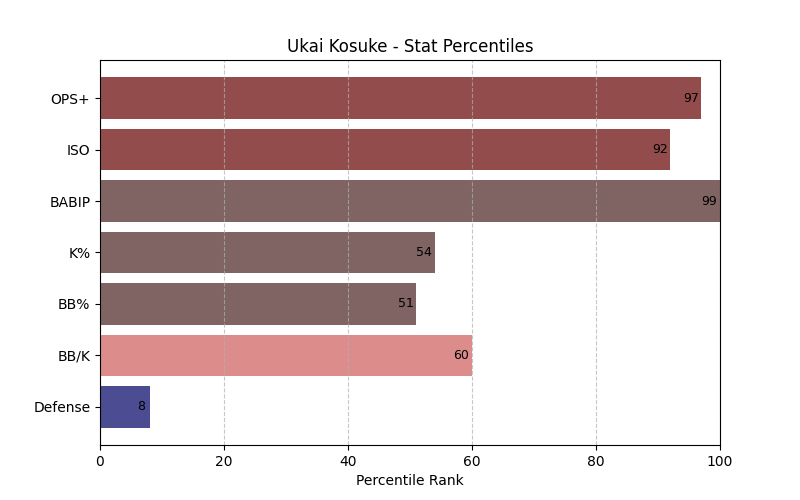 Ukai Kosuke - Stat Percentiles
OPS+ 97
ISO 92
BABIP 99
K% 54
BB% 51
BB/K 60
Defense 8
0 20 40 60 80 100
Percentile Rank